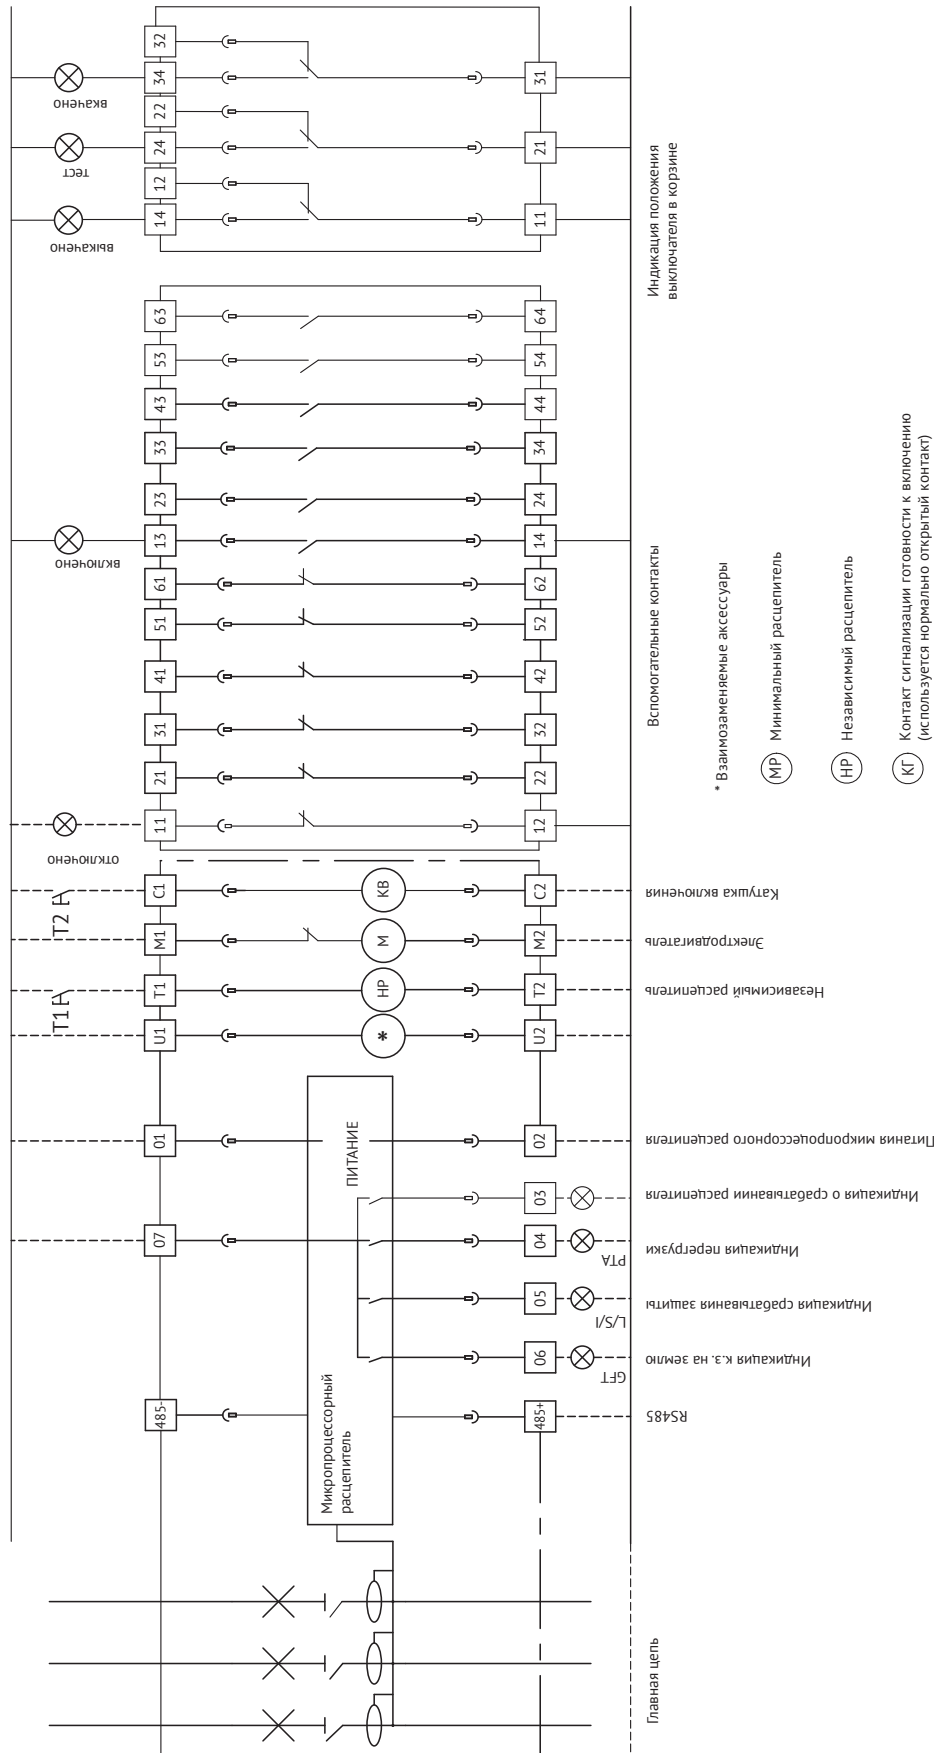 32
34
22
24
12
14
31
21
11
вкачено
тест
выкачено
Индикация положения
выключателя в корзине
63
53
43
33
23
13
61
51
41
31
21
11
64
54
44
34
24
14
62
52
42
32
22
12
включено
отключено
Вспомогательные контакты
* Взаимозаменяемые аксессуары
МР Минимальный расцепитель
НР Независимый расцепитель
КГ Контакт сигнализации готовности к включению
(используется нормально открытый контакт)
T2
C1
КВ
C2
Катушка включения
M1
М
M2
Электродвигатель
T1
T1
НР
T2
Независимый расцепитель
U1
*
U2
01
ПИТАНИЕ
02
Питания микропроцессорного расцепителя
03
Индикация о срабатывании расцепителя
07
04
PTA
Индикация перегрузки
05
L/S/I
Индикация срабатывания защиты
06
GFT
Индикация к.з. на землю
485-
485+
RS485
Микропроцессорный
расцепитель
Главная цепь